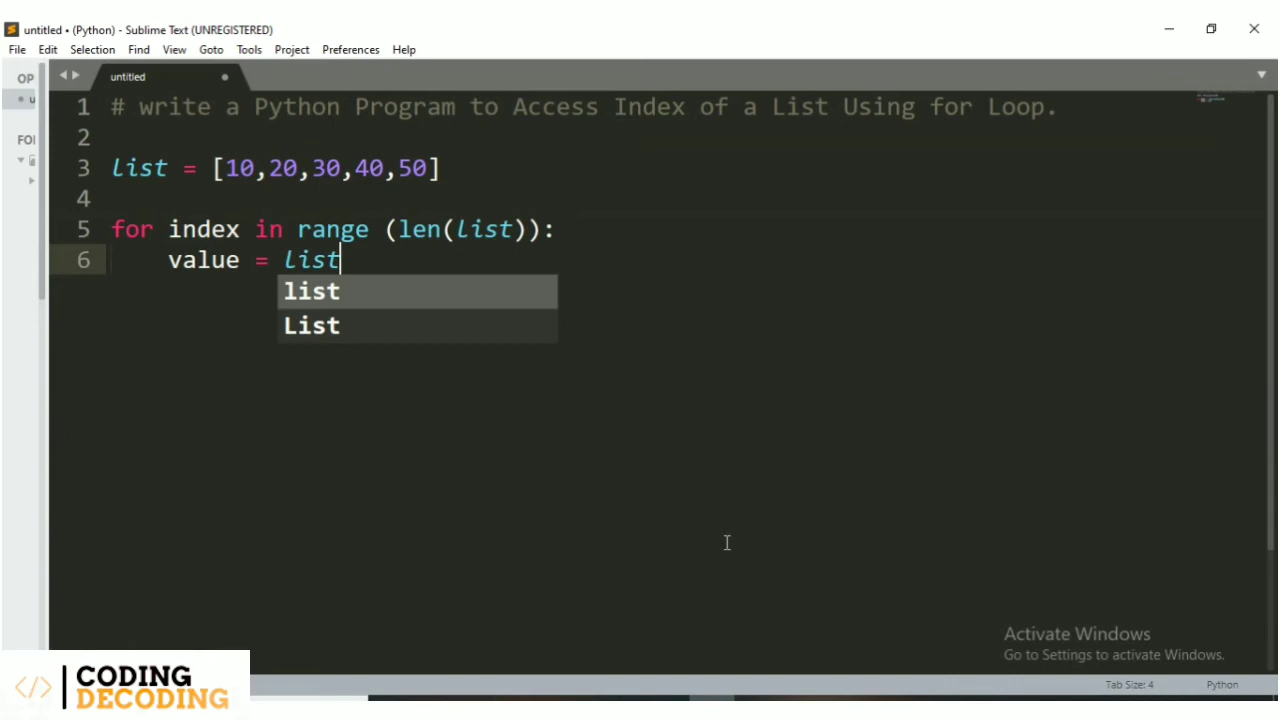 untitled • (Python) - Sublime Text (UNREGISTERED)
File Edit Selection Find View Goto Tools Project Preferences Help
OP
untitled
u
FOI
1 # write a Python Program to Access Index of a List Using for Loop.
2
3 list = [10,20,30,40,50]
4
5 for index in range (len(list)):
6 value = list
list
List
Activate Windows
Go to Settings to activate Windows.
</> CODING
DECODING
Tab Size: 4 Python